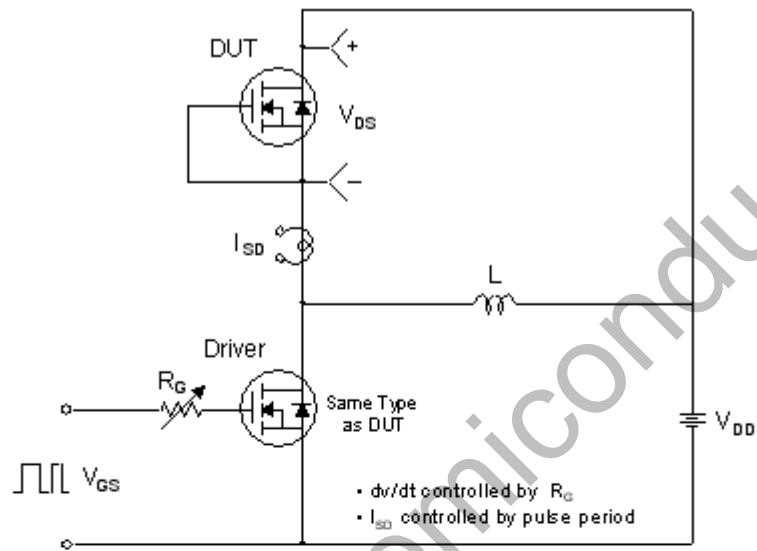 DUT
+
V_DS
−
I_SD
L
Driver
R_G
Same Type
as DUT
V_DD
V_GS
• dv/dt controlled by R_G
• I_SD controlled by pulse period
emicondu